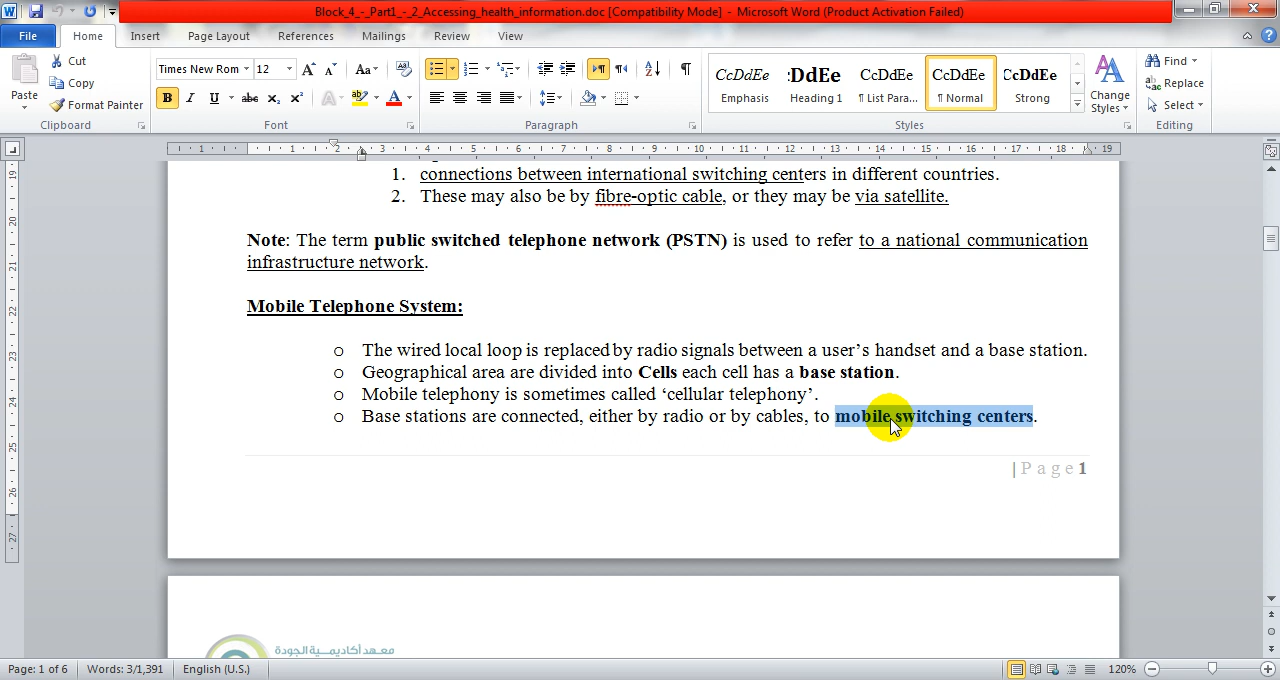 Block_4_-_Part1_-_2_Accessing_health_information.doc [Compatibility Mode] - Microsoft Word (Product Activation Failed)
File Home Insert Page Layout References Mailings Review View
Paste
Cut
Copy
Format Painter
Clipboard
Times New Rom 12
Font
Paragraph
CcDdEe :DdEe CcDdEe CcDdEe CcDdEe
Emphasis Heading 1 ¶ List Para... ¶ Normal Strong
Change Styles
Styles
Find
Replace
Select
Editing
1. connections between international switching centers in different countries.
2. These may also be by fibre-optic cable, or they may be via satellite.
Note: The term public switched telephone network (PSTN) is used to refer to a national communication
infrastructure network.
Mobile Telephone System:
o The wired local loop is replaced by radio signals between a user’s handset and a base station.
o Geographical area are divided into Cells each cell has a base station.
o Mobile telephony is sometimes called ‘cellular telephony’.
o Base stations are connected, either by radio or by cables, to mobile switching centers.
| P a g e 1
معهد أكاديمية الجودة
Page: 1 of 6 Words: 3/1,391 English (U.S.) 120%